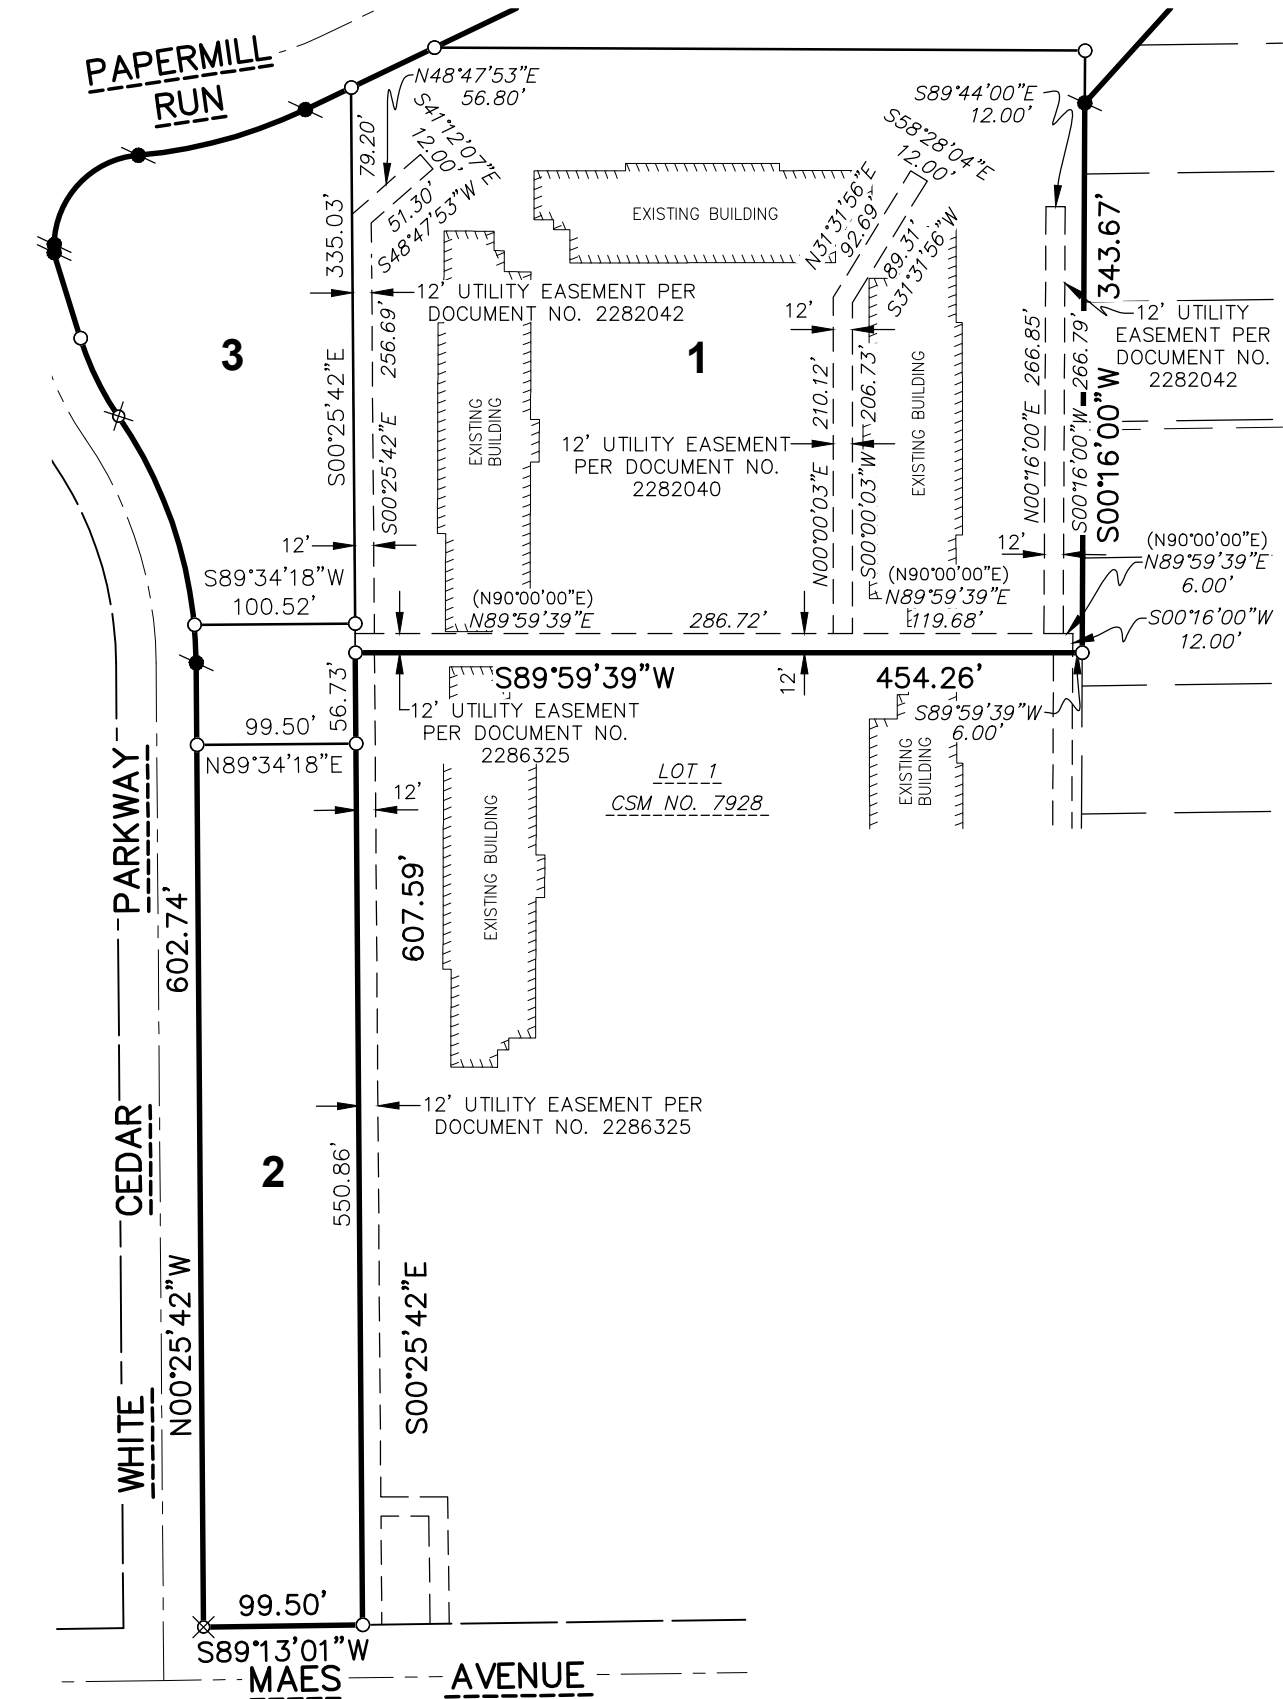 PAPERMILL
RUN
N48°47'53"E
56.80'
S41°12'07"E
12.00'
79.20'
51.30'
S48°47'53"W
335.03'
S00°25'42"E
12' UTILITY EASEMENT PER
DOCUMENT NO. 2282042
256.69'
S00°25'42"E
3
EXISTING BUILDING
EXISTING
BUILDING
1
S58°28'04"E
12.00'
N31°31'56"E
92.69'
89.31'
S31°31'56"W
12'
210.12'
N00°00'03"E
206.73'
S00°00'03"W
12' UTILITY EASEMENT
PER DOCUMENT NO.
2282040
EXISTING BUILDING
S89°44'00"E
12.00'
343.67'
S00°16'00"W
12' UTILITY
EASEMENT PER
DOCUMENT NO.
2282042
N00°16'00"E 266.85'
S00°16'00"W 266.79'
12'
(N90°00'00"E)
N89°59'39"E
6.00'
S00°16'00"W
12.00'
12'
S89°34'18"W
100.52'
(N90°00'00"E)
N89°59'39"E
286.72'
(N90°00'00"E)
N89°59'39"E
119.68'
S89°59'39"W
454.26'
12'
S89°59'39"W
6.00'
56.73'
12' UTILITY EASEMENT
PER DOCUMENT NO.
2286325
99.50'
N89°34'18"E
12'
LOT 1
CSM NO. 7928
EXISTING
BUILDING
EXISTING BUILDING
WHITE CEDAR PARKWAY
602.74'
N00°25'42"W
607.59'
S00°25'42"E
12' UTILITY EASEMENT PER
DOCUMENT NO. 2286325
550.86'
2
99.50'
S89°13'01"W
MAES AVENUE